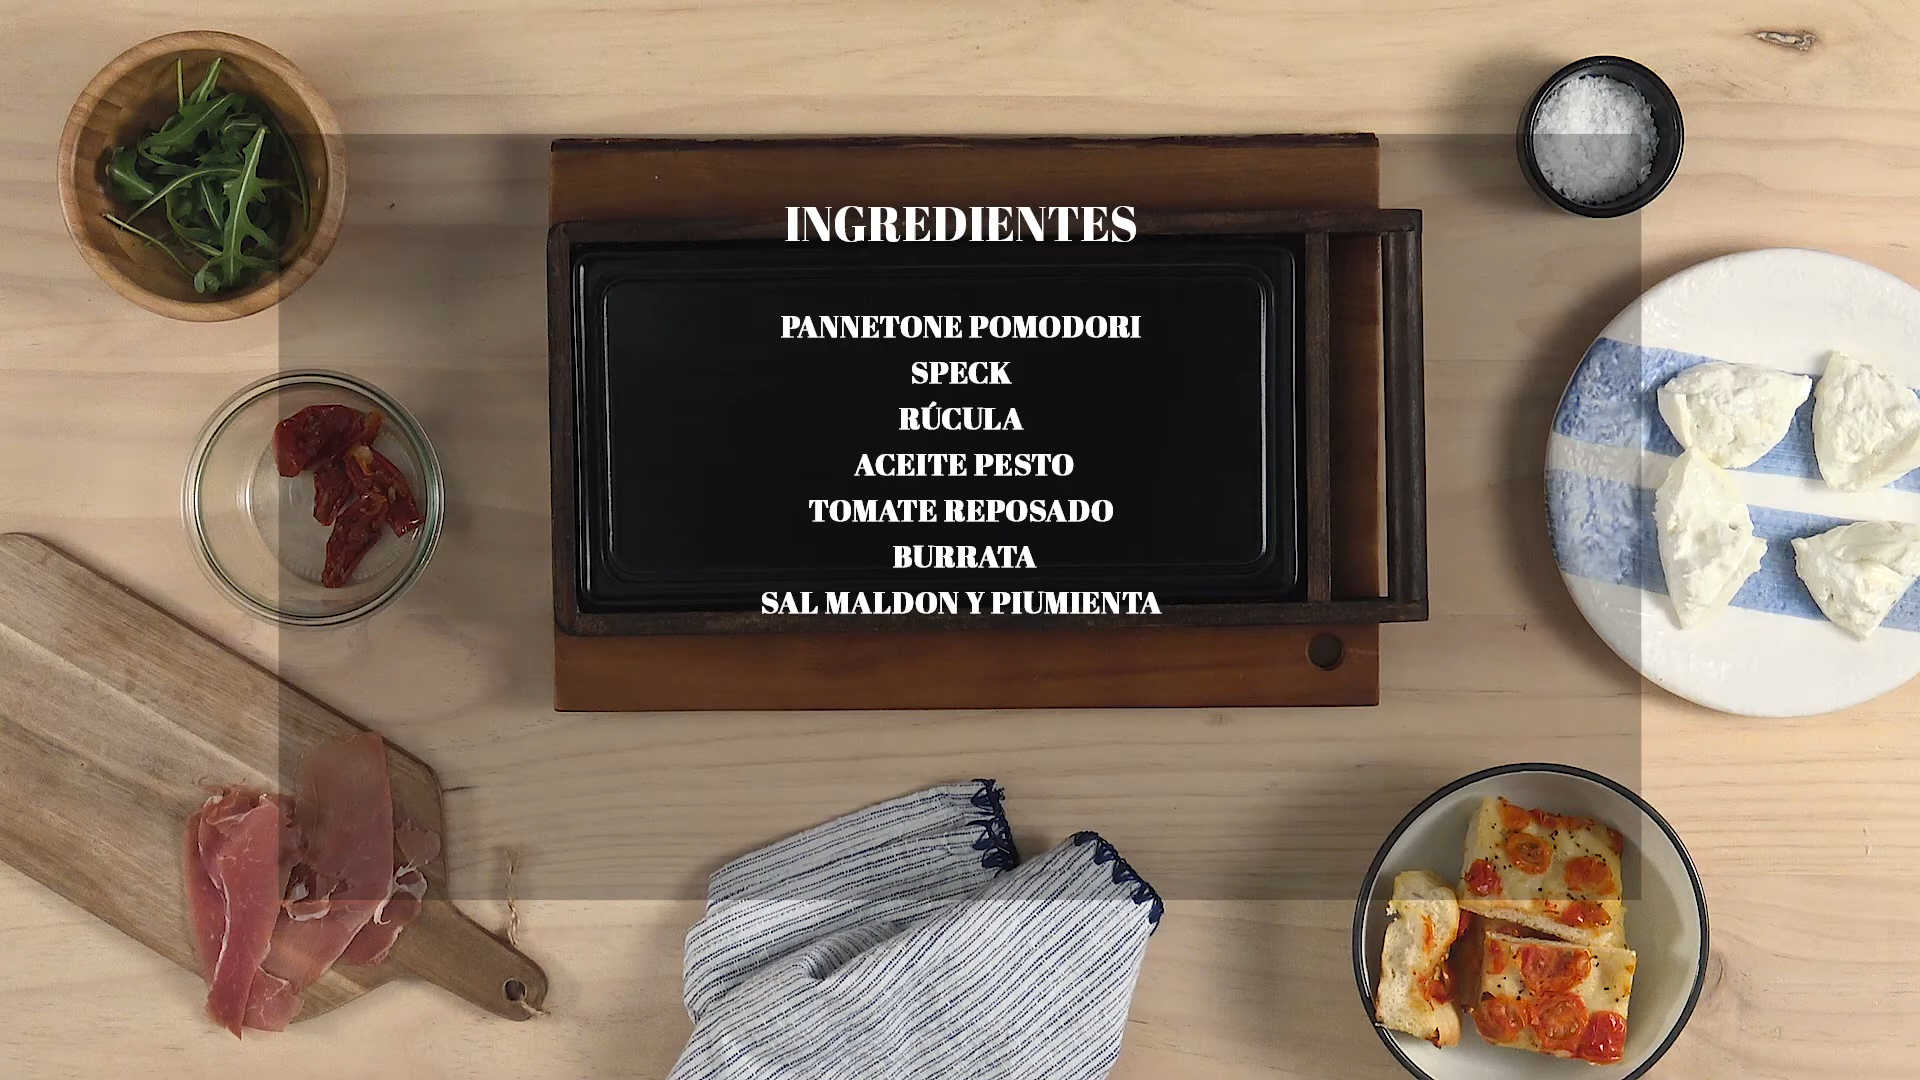 INGREDIENTES
PANNETONE POMODORI
SPECK
RÚCULA
ACEITE PESTO
TOMATE REPOSADO
BURRATA
SAL MALDON Y PIUMIENTA